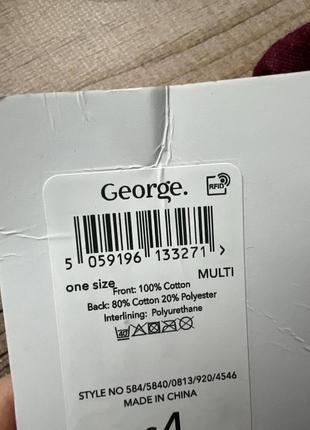 George.
RFID
5 059196 133271 >
one size
MULTI
Front: 100% Cotton
Back: 80% Cotton 20% Polyester
Interlining: Polyurethane
40
STYLE NO 584/5840/0813/920/4546
MADE IN CHINA